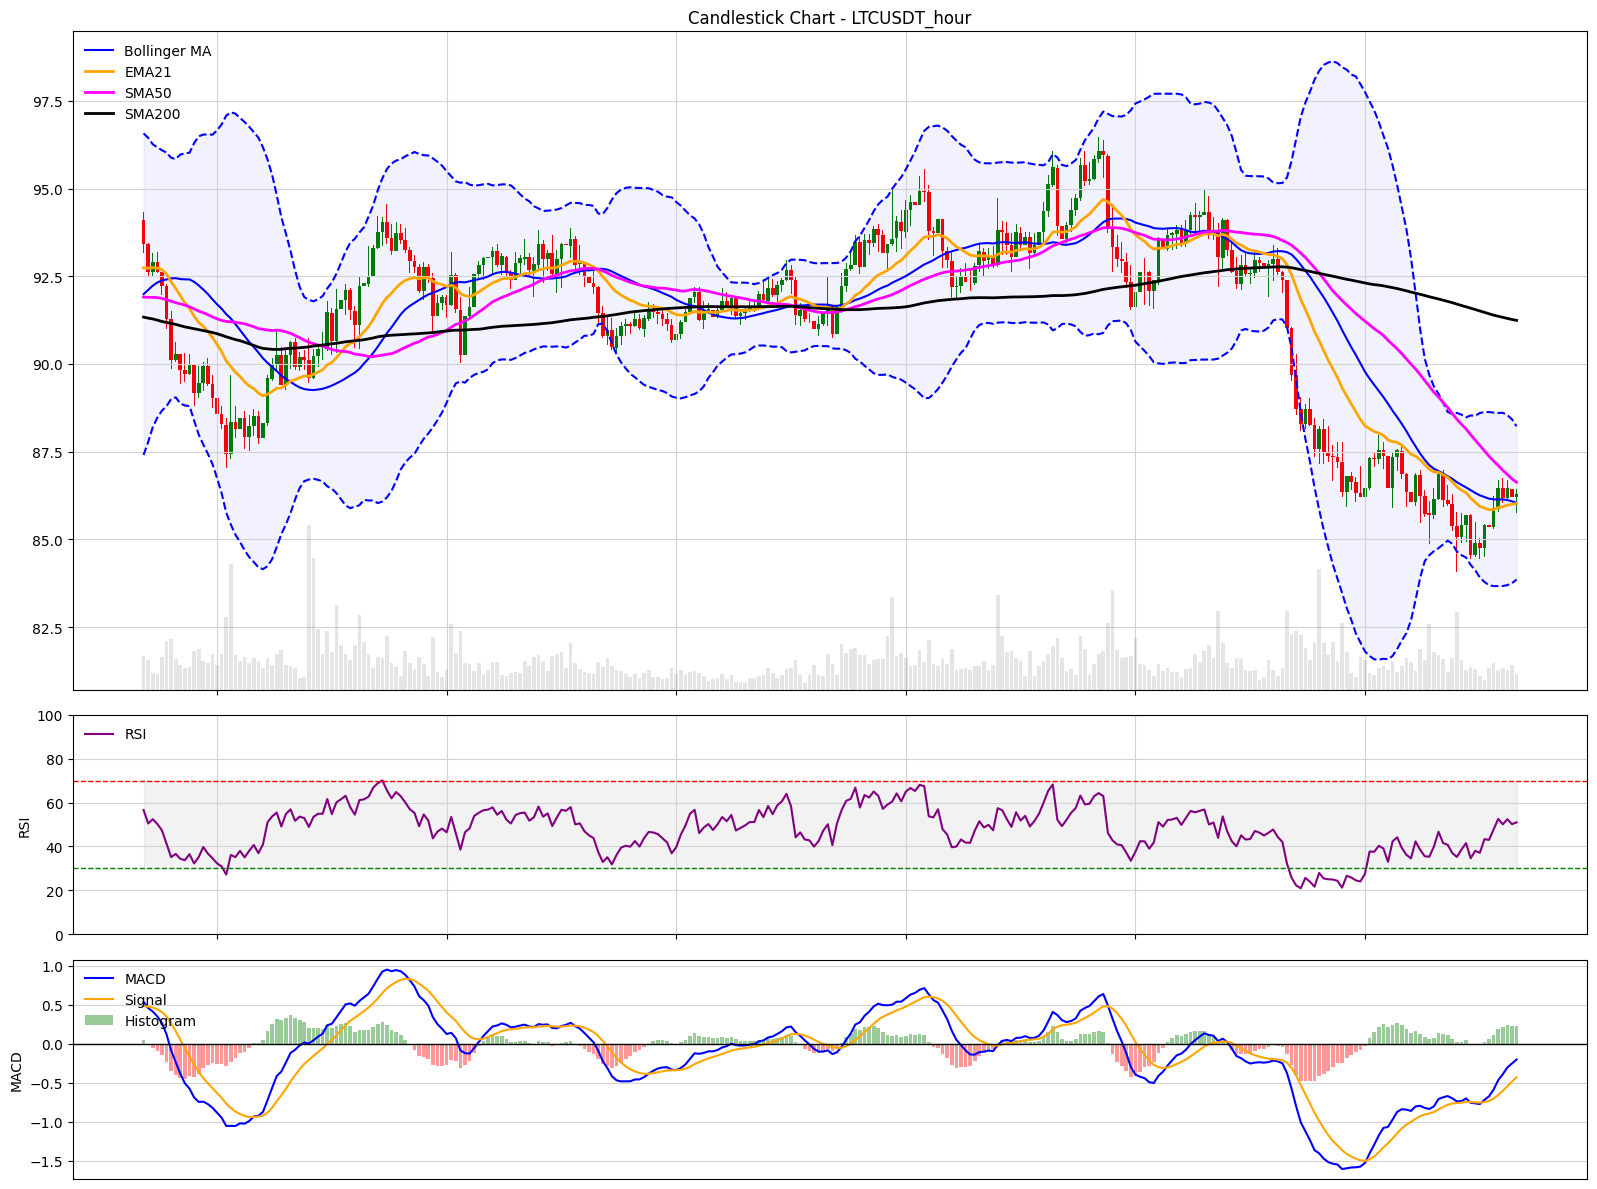 Candlestick Chart - LTCUSDT_hour
Bollinger MA
EMA21
SMA50
SMA200
97.5
95.0
92.5
90.0
87.5
85.0
82.5
100
80
60
40
20
0
RSI
RSI
1.0
0.5
0.0
−0.5
−1.0
−1.5
MACD
MACD
Signal
Histogram